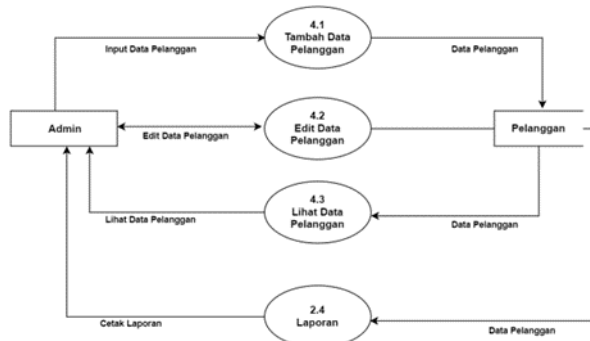 4.1
Tambah Data
Pelanggan
Input Data Pelanggan
Data Pelanggan
Admin
4.2
Edit Data
Pelanggan
Pelanggan
Edit Data Pelanggan
4.3
Lihat Data
Pelanggan
Lihat Data Pelanggan
Data Pelanggan
2.4
Laporan
Cetak Laporan
Data Pelanggan